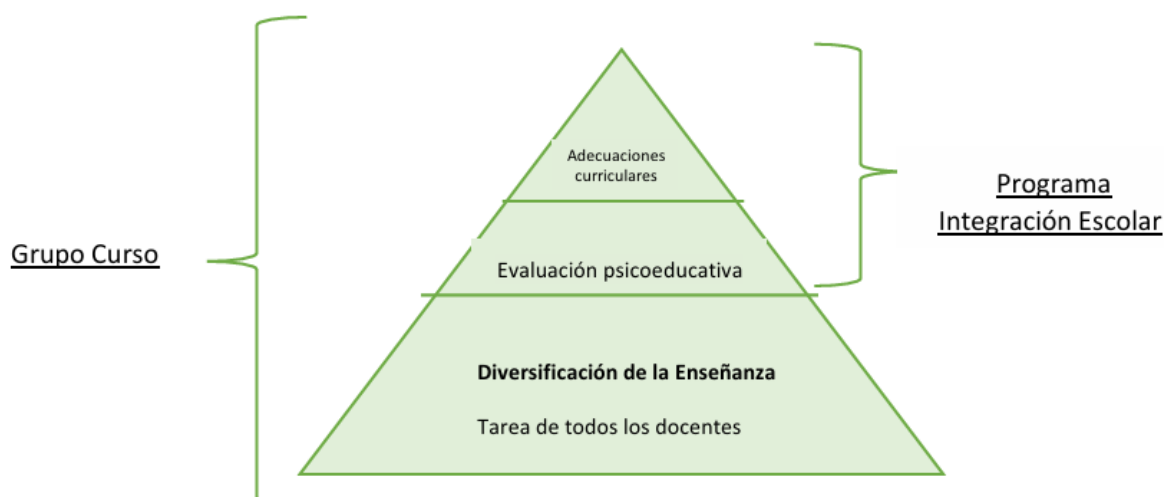 Adecuaciones
curriculares
Programa
Integración Escolar
Grupo Curso
Evaluación psicoeducativa
Diversificación de la Enseñanza
Tarea de todos los docentes